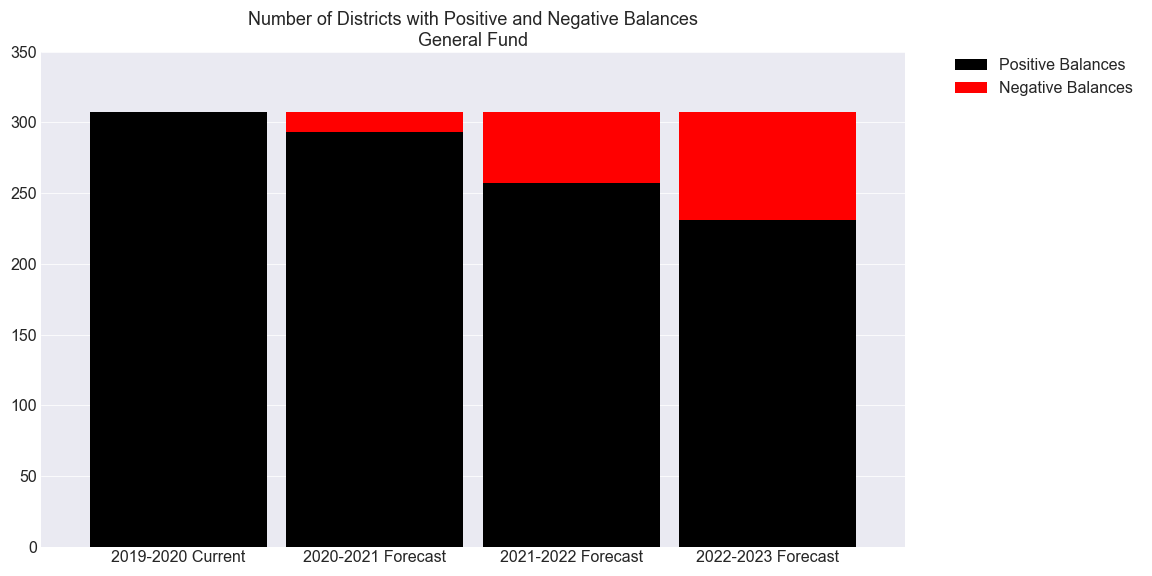 Number of Districts with Positive and Negative Balances
General Fund
Positive Balances
Negative Balances
350
300
250
200
150
100
50
0
2019-2020 Current
2020-2021 Forecast
2021-2022 Forecast
2022-2023 Forecast